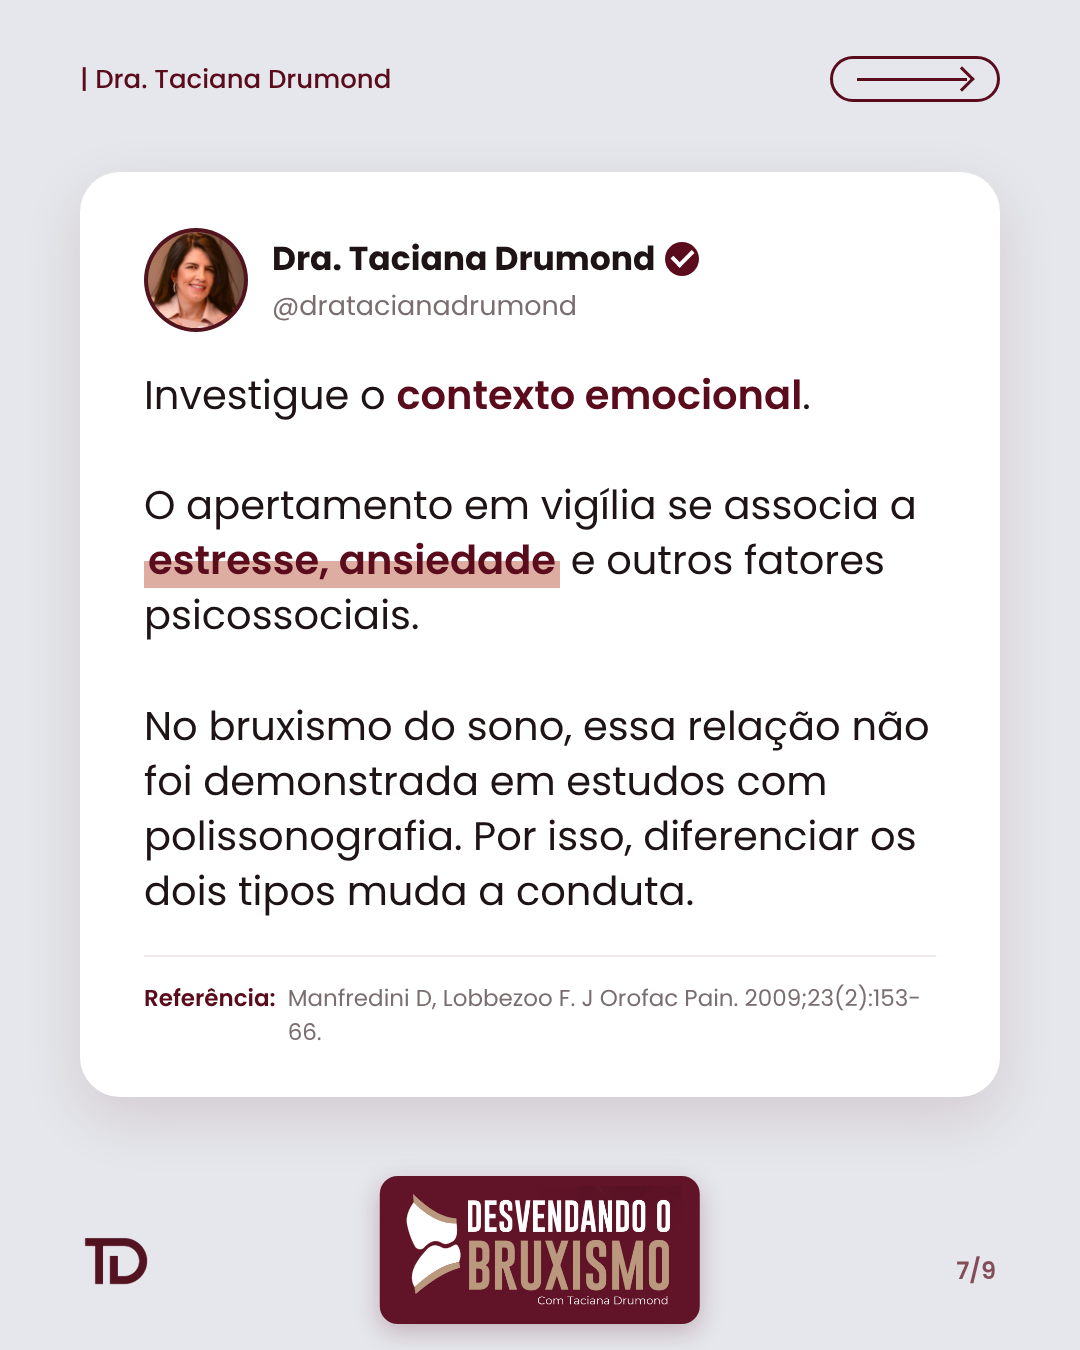 | Dra. Taciana Drumond
Dra. Taciana Drumond
@dratacianadrumond
Investigue o contexto emocional.
O apertamento em vigília se associa a
estresse, ansiedade e outros fatores
psicossociais.
No bruxismo do sono, essa relação não
foi demonstrada em estudos com
polissonografia. Por isso, diferenciar os
dois tipos muda a conduta.
Referência: Manfredini D, Lobbezoo F. J Orofac Pain. 2009;23(2):153-
66.
TD
DESVENDANDO O
BRUXISMO
Com Taciana Drumond
7/9